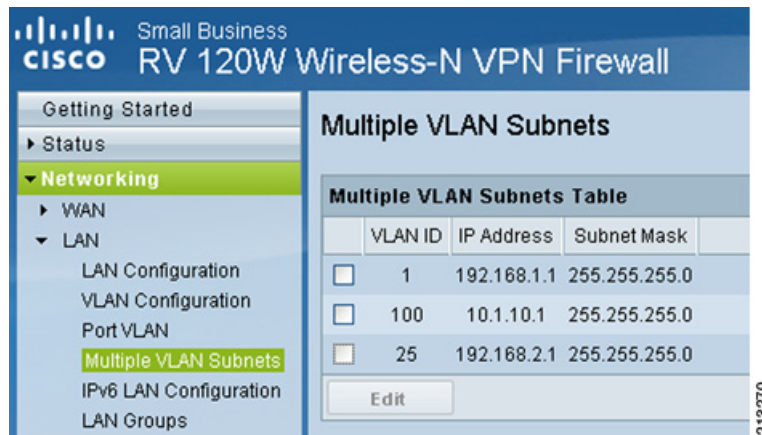 Small Business
CISCO RV 120W Wireless-N VPN Firewall
Getting Started
Status
Networking
WAN
LAN
LAN Configuration
VLAN Configuration
Port VLAN
Multiple VLAN Subnets
IPv6 LAN Configuration
LAN Groups
Multiple VLAN Subnets
Multiple VLAN Subnets Table
VLAN ID IP Address Subnet Mask
1 192.168.1.1 255.255.255.0
100 10.1.10.1 255.255.255.0
25 192.168.2.1 255.255.255.0
Edit